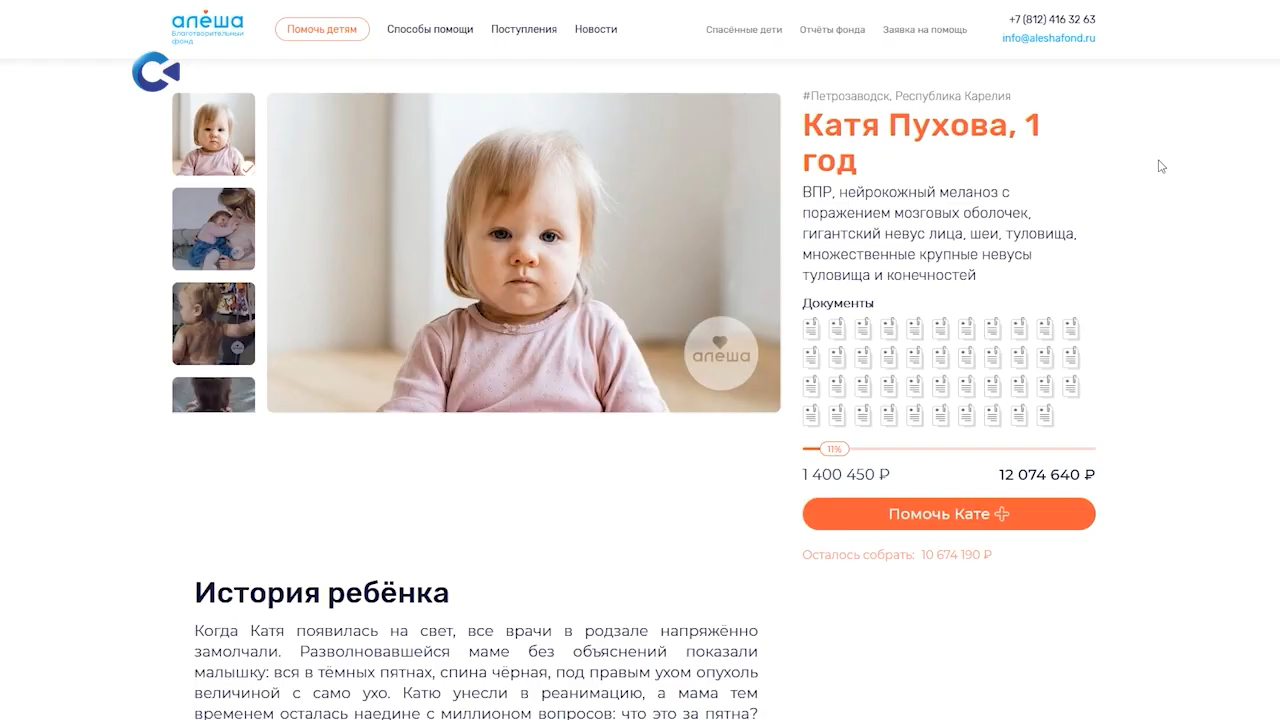 алёша
Благотворительный
фонд
Помочь детям
Способы помощи
Поступления
Новости
Спасённые дети
Отчёты фонда
Заявка на помощь
+7 (812) 416 32 63
info@aleshafond.ru
#Петрозаводск, Республика Карелия
Катя Пухова, 1
год
ВПР, нейрокожный меланоз с
поражением мозговых оболочек,
гигантский невус лица, шеи, туловища,
множественные крупные невусы
туловища и конечностей
Документы
алеша
11%
1 400 450 ₽
12 074 640 ₽
Помочь Кате
Осталось собрать: 10 674 190 ₽
История ребёнка
Когда Катя появилась на свет, все врачи в родзале напряжённо
замолчали. Разволновавшейся маме без объяснений показали
малышку: вся в тёмных пятнах, спина чёрная, под правым ухом опухоль
величиной с само ухо. Катю унесли в реанимацию, а мама тем
временем осталась наедине с миллионом вопросов: что это за пятна?